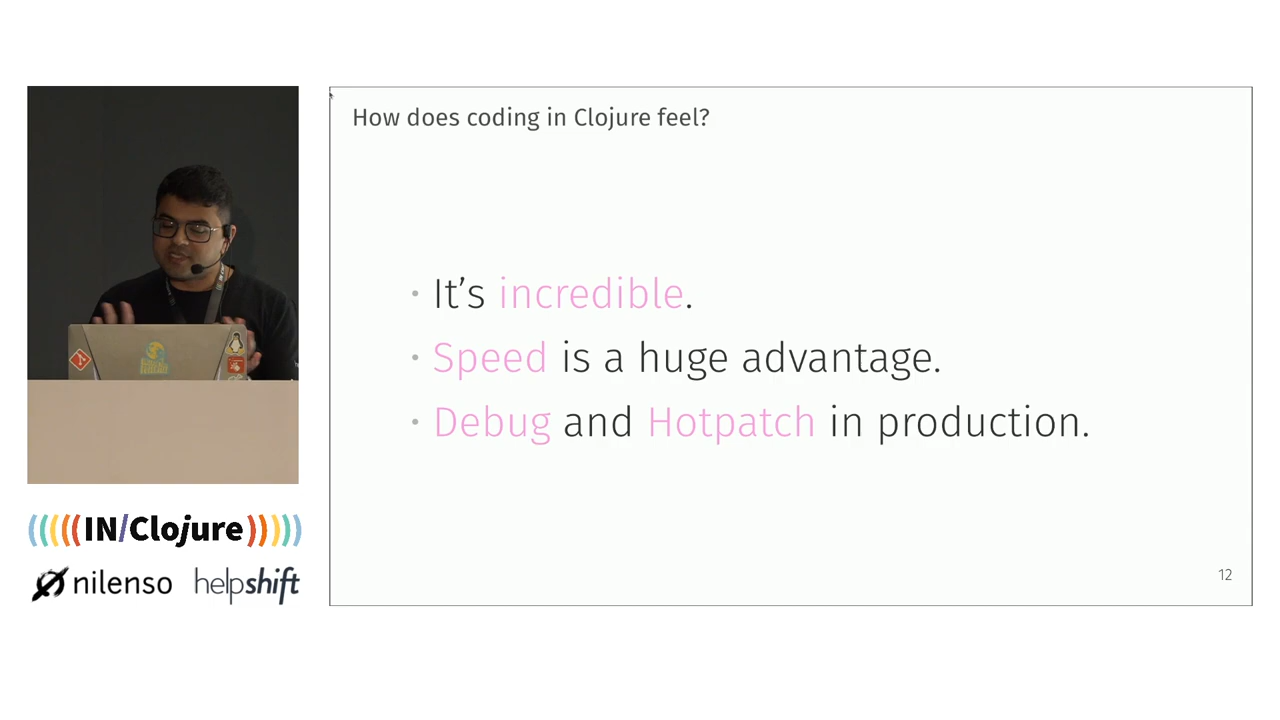 How does coding in Clojure feel?
• It’s incredible.
• Speed is a huge advantage.
• Debug and Hotpatch in production.
12
(((((IN/Clojure)))))
nilenso helpshift